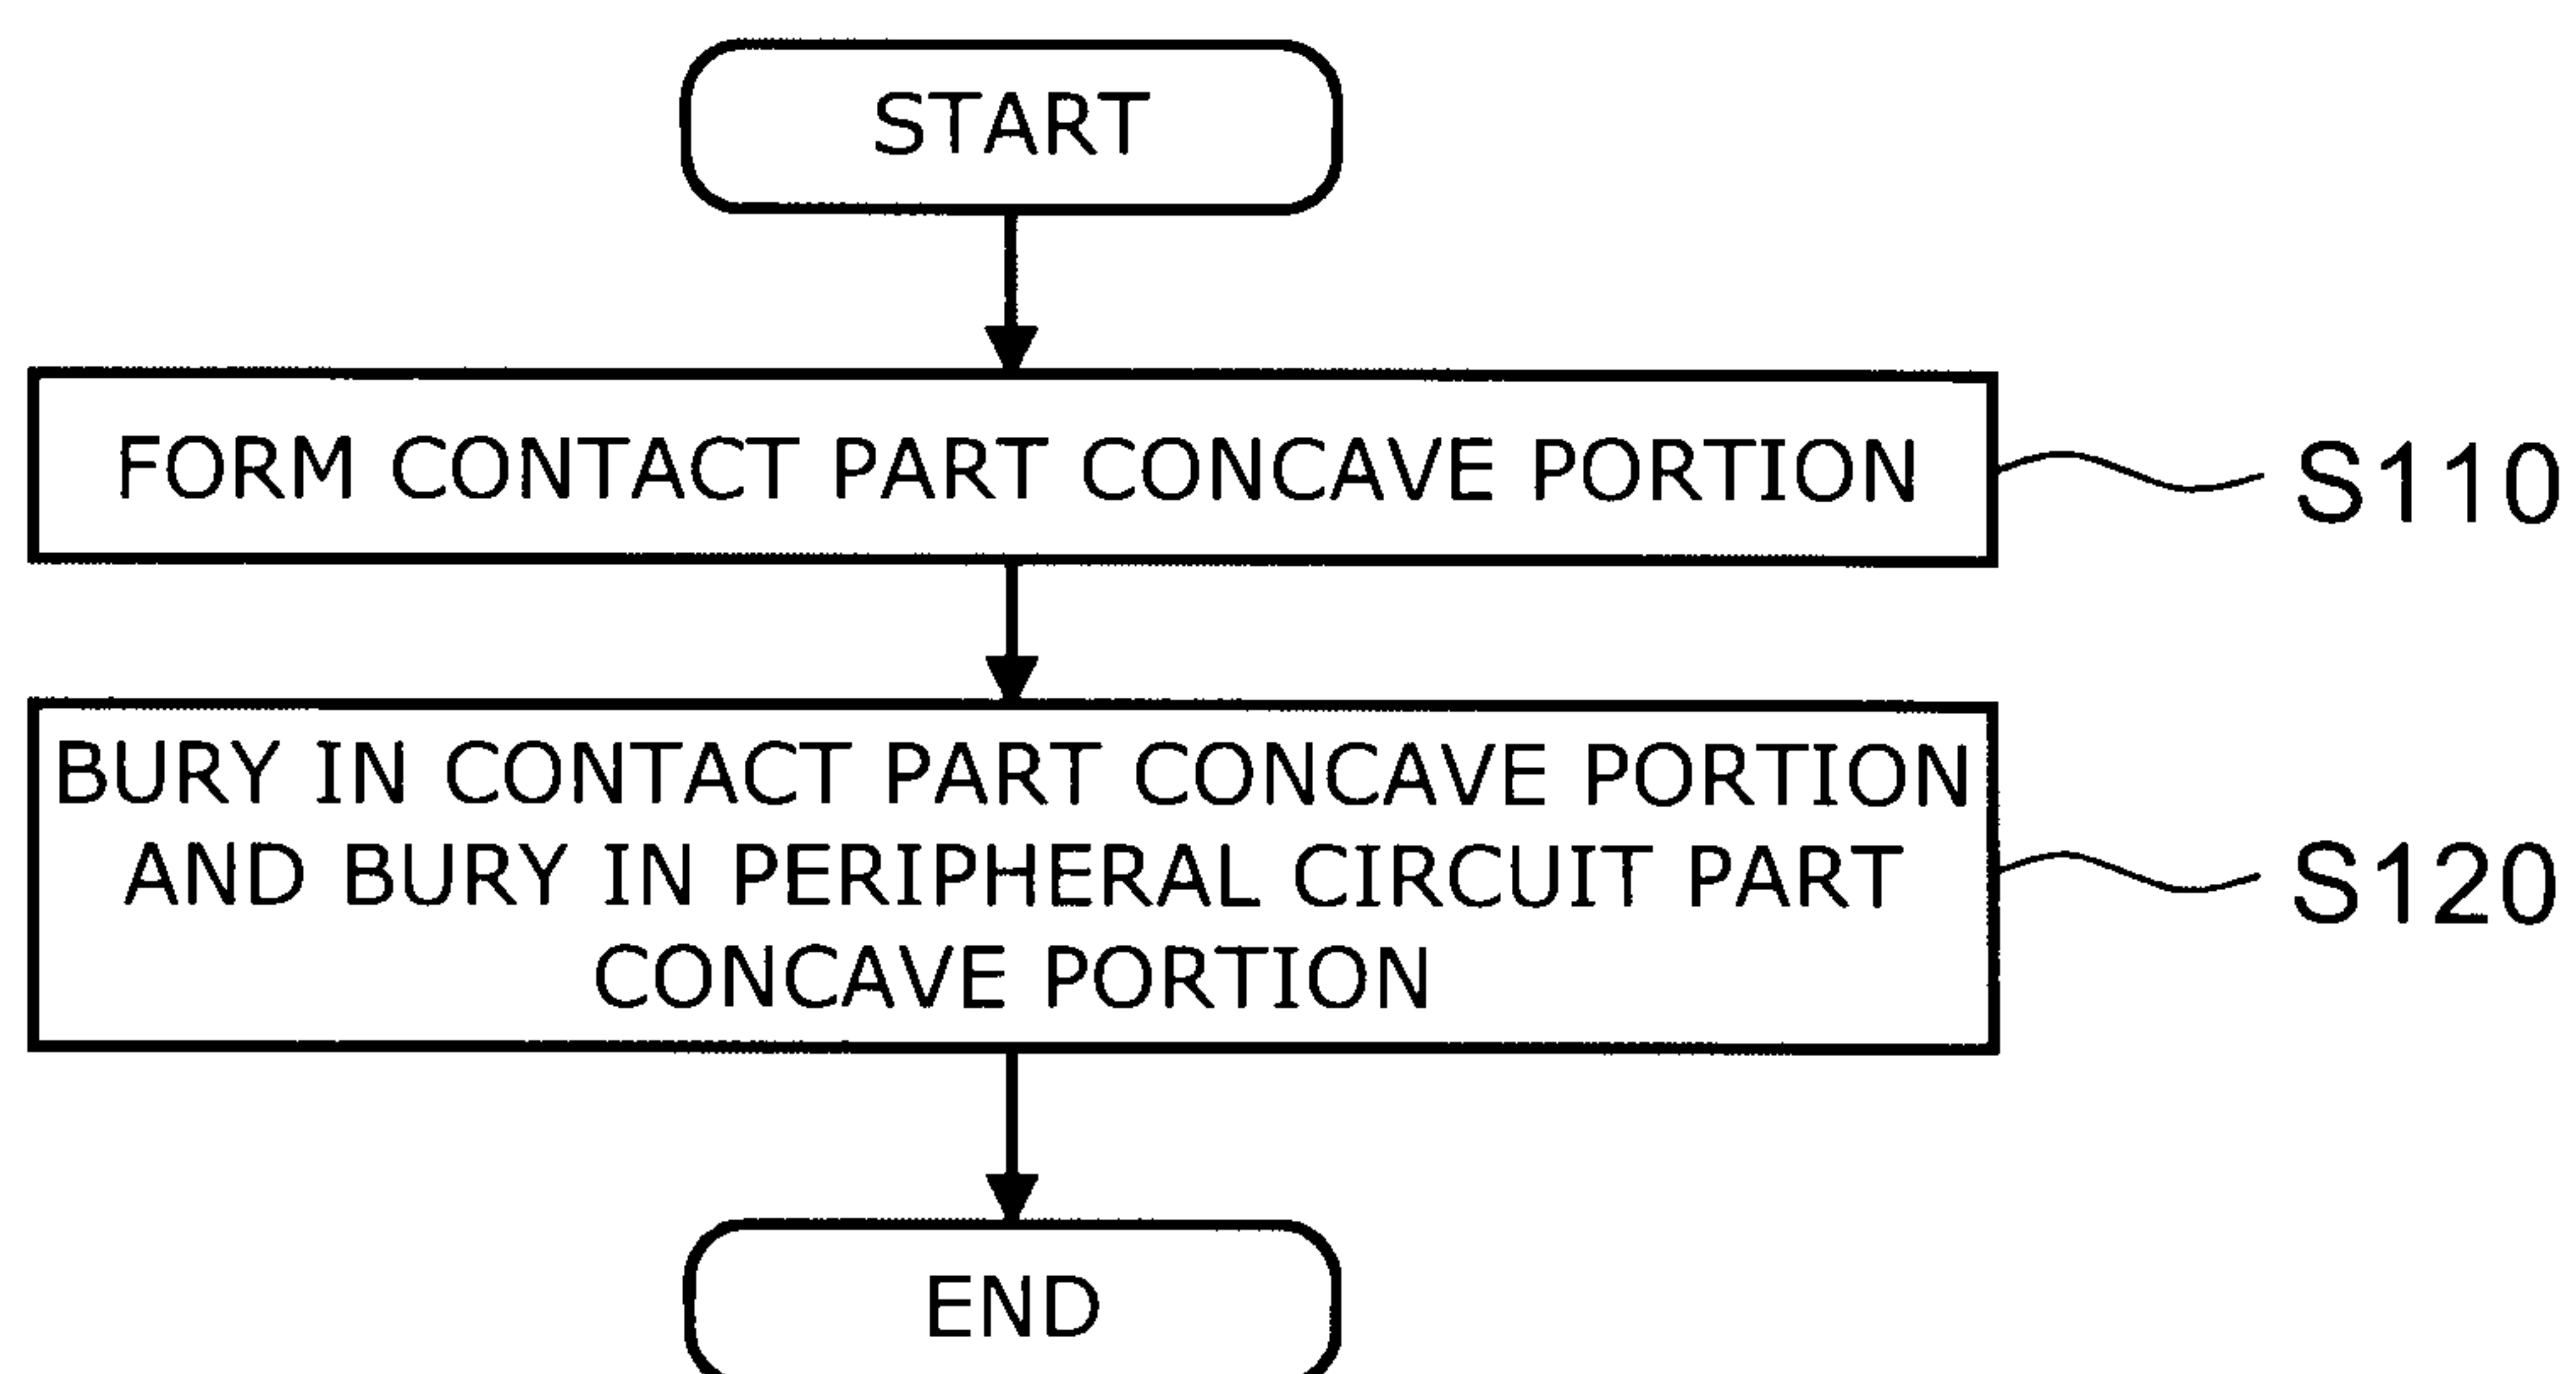 START
FORM CONTACT PART CONCAVE PORTION
S110
BURY IN CONTACT PART CONCAVE PORTION
AND BURY IN PERIPHERAL CIRCUIT PART
CONCAVE PORTION
S120
END